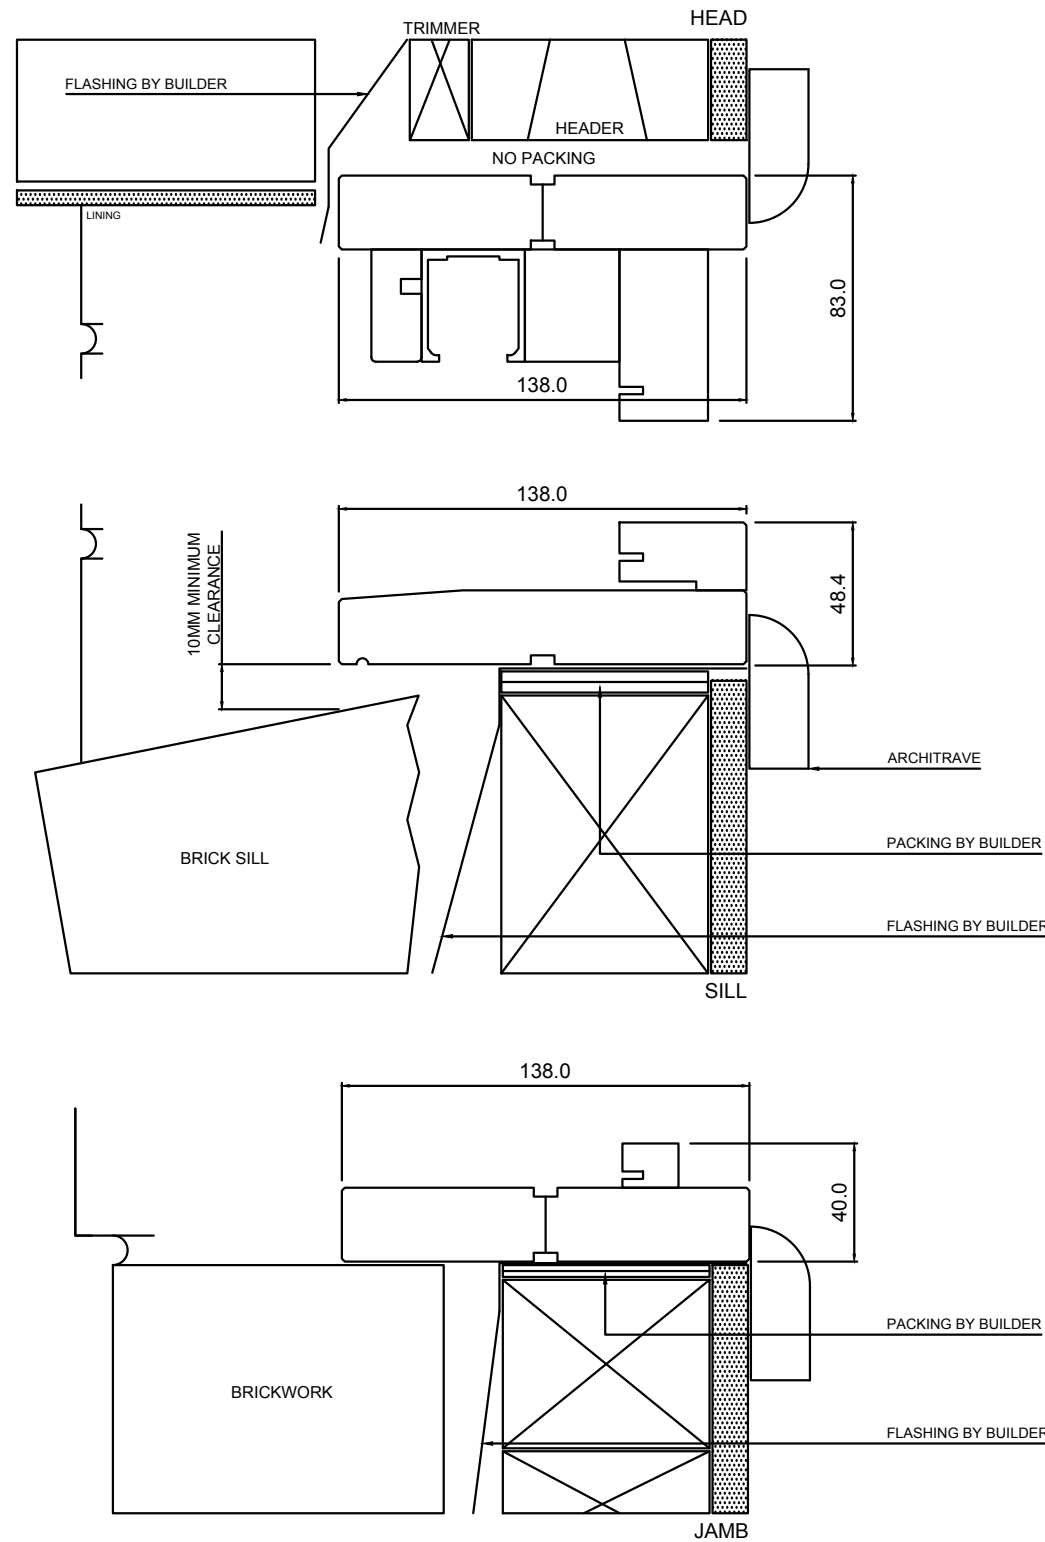 HEAD
TRIMMER
FLASHING BY BUILDER
HEADER
NO PACKING
LINING
83.0
138.0
138.0
10MM MINIMUM
CLEARANCE
48.4
ARCHITRAVE
BRICK SILL
PACKING BY BUILDER
FLASHING BY BUILDER
SILL
138.0
40.0
PACKING BY BUILDER
BRICKWORK
FLASHING BY BUILDER
JAMB